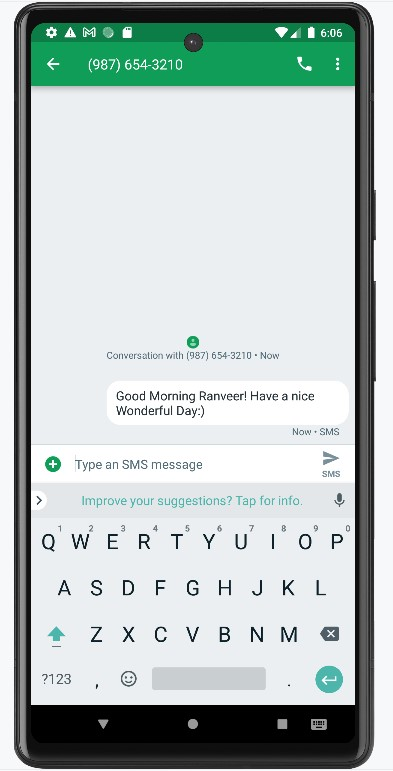 6:06
(987) 654-3210
Conversation with (987) 654-3210 • Now
Good Morning Ranveer! Have a nice
Wonderful Day:)
Now • SMS
Type an SMS message
SMS
Improve your suggestions? Tap for info.
1 2 3 4 5 6 7 8 9 0
Q W E R T Y U I O P
A S D F G H J K L
Z X C V B N M
?123 , .